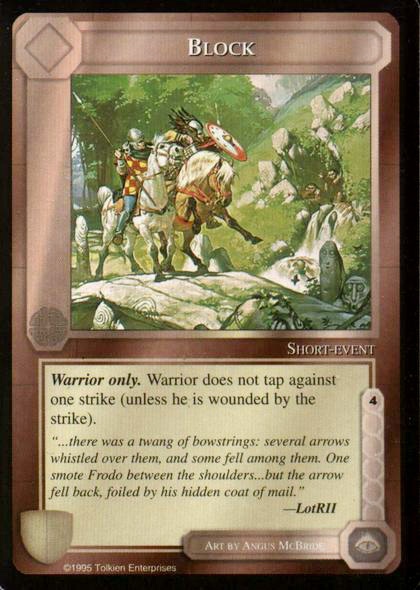 BLOCK
SHORT-EVENT
Warrior only. Warrior does not tap against
one strike (unless he is wounded by the
strike).
4
“...there was a twang of bowstrings: several arrows
whistled over them, and some fell among them. One
smote Frodo between the shoulders...but the arrow
fell back, foiled by his hidden coat of mail.”
—LotRII
ART BY ANGUS MCBRIDE
©1995 Tolkien Enterprises